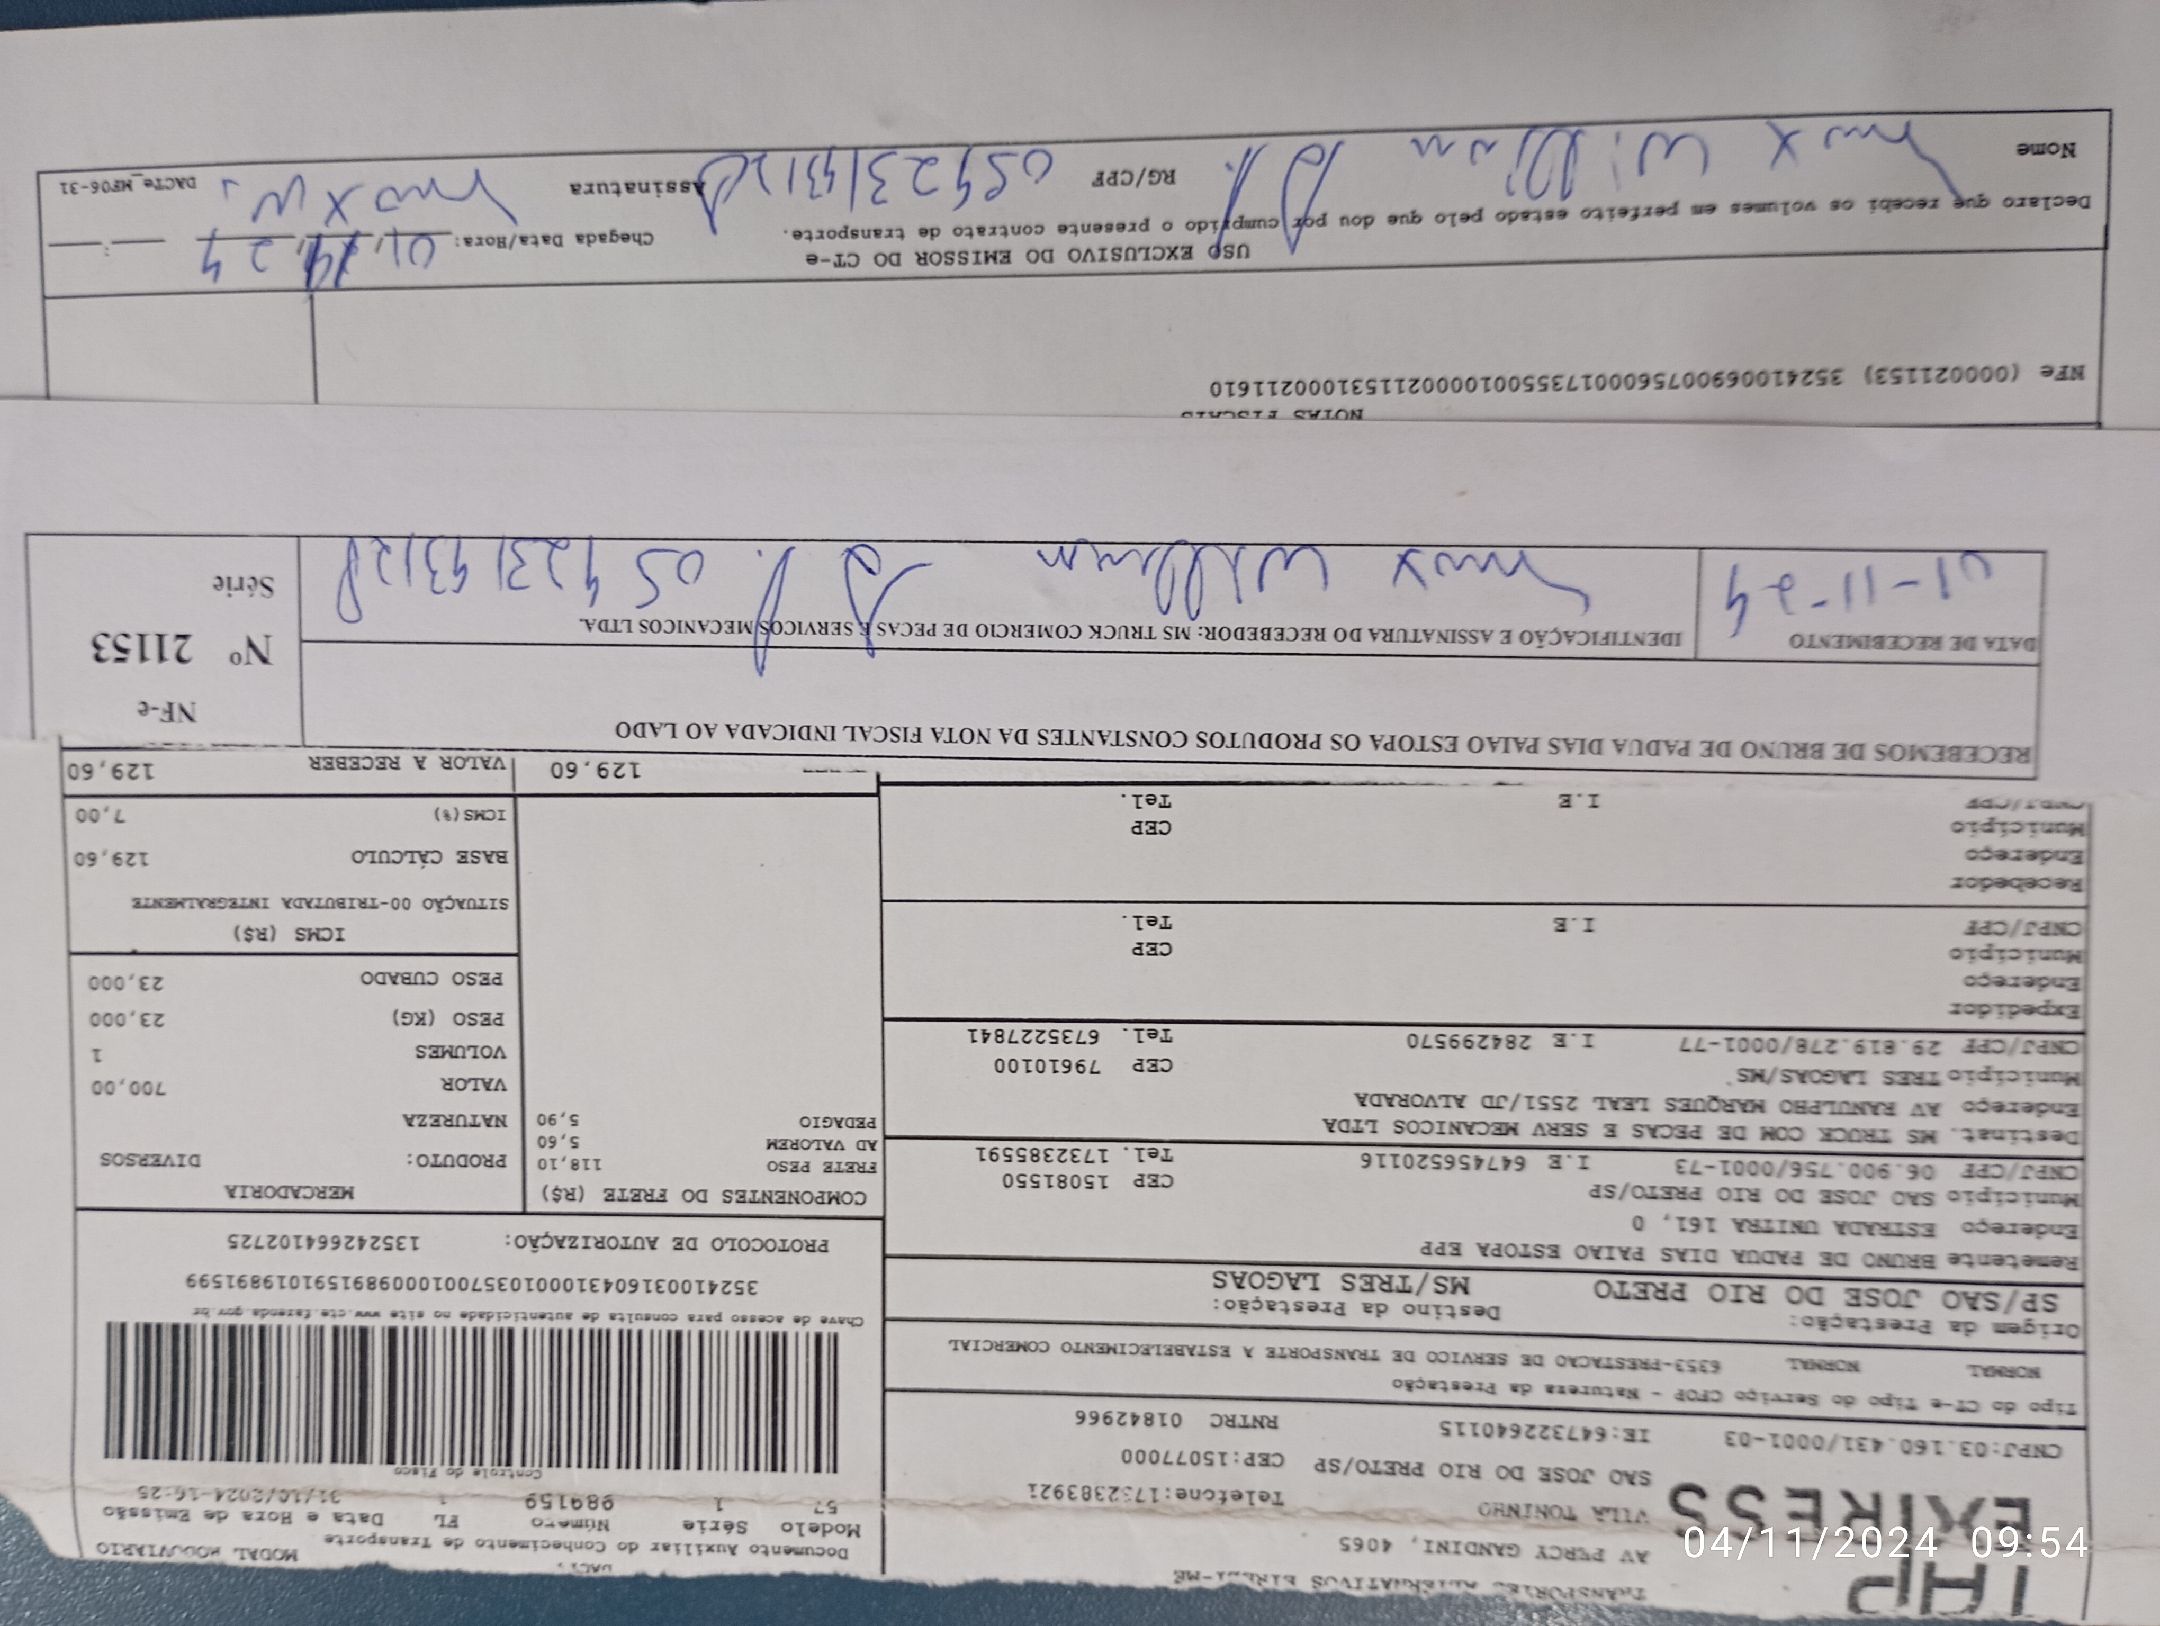 TRANSPORTES ALTERNATIVOS EIRELI-ME
TAP
EXPRESS
AV PERCY GANDINI, 4065
VILA TONINHO
Telefone:1732383921
SAO JOSE DO RIO PRETO/SP CEP:15077000
CNPJ:03.160.431/0001-03 IE:647322640115 RNTRC 01842966
Documento Auxiliar do Conhecimento de Transporte MODAL RODOVIARIO
Modelo Série Número FL Data e Hora de Emissão
57 1 989159 1 31/10/2024-16:25
Controle do Fisco
Chave de acesso para consulta de autenticidade no site www.cte.fazenda.gov.br
35241003160431000103570010009891591019891599
PROTOCOLO DE AUTORIZAÇÃO: 135242664102725
Tipo do CT-e Tipo do Serviço CFOP - Natureza da Prestação
NORMAL NORMAL 6353-PRESTACAO DE SERVICO DE TRANSPORTE A ESTABELECIMENTO COMERCIAL
Origem da Prestação: Destino da Prestação:
SP/SAO JOSE DO RIO PRETO MS/TRES LAGOAS
Remetente BRUNO DE PADUA DIAS PAIAO ESTOPA EPP
Endereço ESTRADA UNITRA 161, 0
Município SAO JOSE DO RIO PRETO/SP CEP 15081550
CNPJ/CPF 06.900.756/0001-73 I.E 647456520116 Tel. 1732385591
Destinat. MS TRUCK COM DE PECAS E SERV MECANICOS LTDA
Endereço AV RANULPHO MARQUES LEAL 2551/JD ALVORADA
Município TRES LAGOAS/MS CEP 79610100
CNPJ/CPF 29.819.278/0001-77 I.E 284299570 Tel. 6735227841
Expedidor
Endereço
Município CEP
CNPJ/CPF I.E Tel.
Recebedor
Endereço
Município CEP
CNPJ/CPF I.E Tel.
COMPONENTES DO FRETE (R$)
FRETE PESO 118,10
AD VALOREM 5,60
PEDAGIO 5,90
129,60
MERCADORIA
PRODUTO: DIVERSOS
NATUREZA
VALOR 700,00
VOLUMES 1
PESO (KG) 23,000
PESO CUBADO 23,000
ICMS (R$)
SITUAÇÃO 00-TRIBUTADA INTEGRALMENTE
BASE CÁLCULO 129,60
ICMS(%) 7,00
VALOR A RECEBER 129,60
RECEBEMOS DE BRUNO DE PADUA DIAS PAIAO ESTOPA OS PRODUTOS CONSTANTES DA NOTA FISCAL INDICADA AO LADO
NF-e
Nº 21153
Série
DATA DE RECEBIMENTO
01-11-24
IDENTIFICAÇÃO E ASSINATURA DO RECEBEDOR: MS TRUCK COMERCIO DE PECAS E SERVICOS MECANICOS LTDA.
max Willian
NOTAS FISCAIS
NFe (000021153) 35241006900756000173550010000211531000211610
USO EXCLUSIVO DO EMISSOR DO CT-e
Declaro que recebi os volumes em perfeito estado pelo que dou por cumprido o presente contrato de transporte.
Chegada Data/Hora:
Nome max Willian
RG/CPF
Assinatura max W.
DACTe_MF06-31
04/11/2024 09:54